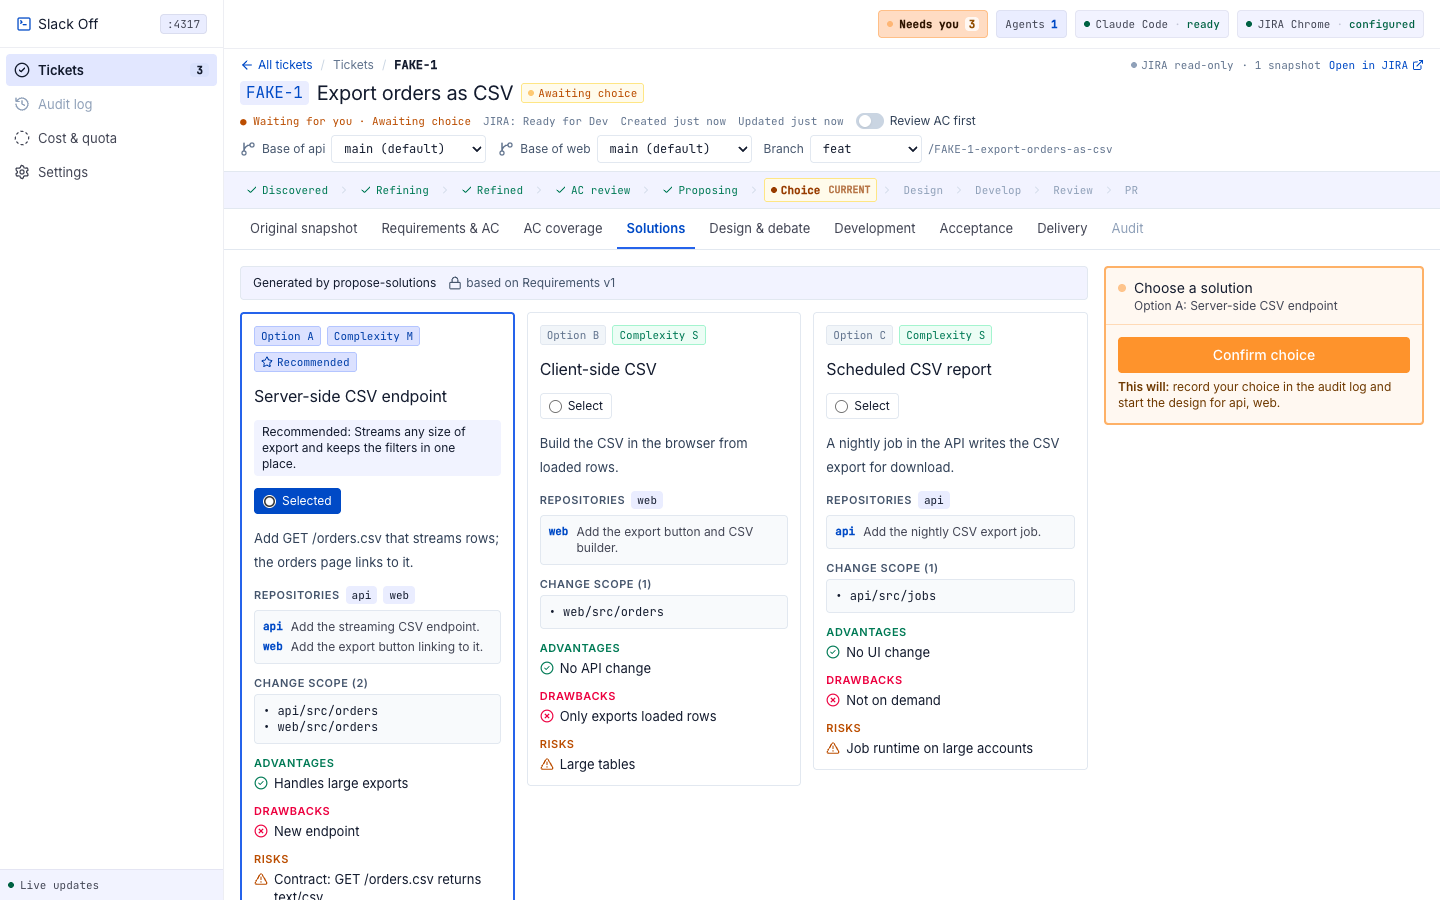 Slack Off
:4317
Needs you 3
Agents 1
Claude Code · ready
JIRA Chrome · configured
Tickets 3
Audit log
Cost & quota
Settings
Live updates
All tickets / Tickets / FAKE-1
JIRA read-only · 1 snapshot Open in JIRA
FAKE-1 Export orders as CSV Awaiting choice
Waiting for you · Awaiting choice JIRA: Ready for Dev Created just now Updated just now Review AC first
Base of api main (default) Base of web main (default) Branch feat /FAKE-1-export-orders-as-csv
Discovered Refining Refined AC review Proposing Choice CURRENT Design Develop Review PR
Original snapshot Requirements & AC AC coverage Solutions Design & debate Development Acceptance Delivery Audit
Generated by propose-solutions based on Requirements v1
Option A Complexity M
Recommended
Server-side CSV endpoint
Recommended: Streams any size of
export and keeps the filters in one
place.
Selected
Add GET /orders.csv that streams rows;
the orders page links to it.
REPOSITORIES api web
api Add the streaming CSV endpoint.
web Add the export button linking to it.
CHANGE SCOPE (2)
• api/src/orders
• web/src/orders
ADVANTAGES
Handles large exports
DRAWBACKS
New endpoint
RISKS
Contract: GET /orders.csv returns
text/csv
Option B Complexity S
Client-side CSV
Select
Build the CSV in the browser from
loaded rows.
REPOSITORIES web
web Add the export button and CSV
builder.
CHANGE SCOPE (1)
• web/src/orders
ADVANTAGES
No API change
DRAWBACKS
Only exports loaded rows
RISKS
Large tables
Option C Complexity S
Scheduled CSV report
Select
A nightly job in the API writes the CSV
export for download.
REPOSITORIES api
api Add the nightly CSV export job.
CHANGE SCOPE (1)
• api/src/jobs
ADVANTAGES
No UI change
DRAWBACKS
Not on demand
RISKS
Job runtime on large accounts
Choose a solution
Option A: Server-side CSV endpoint
Confirm choice
This will: record your choice in the audit log and
start the design for api, web.